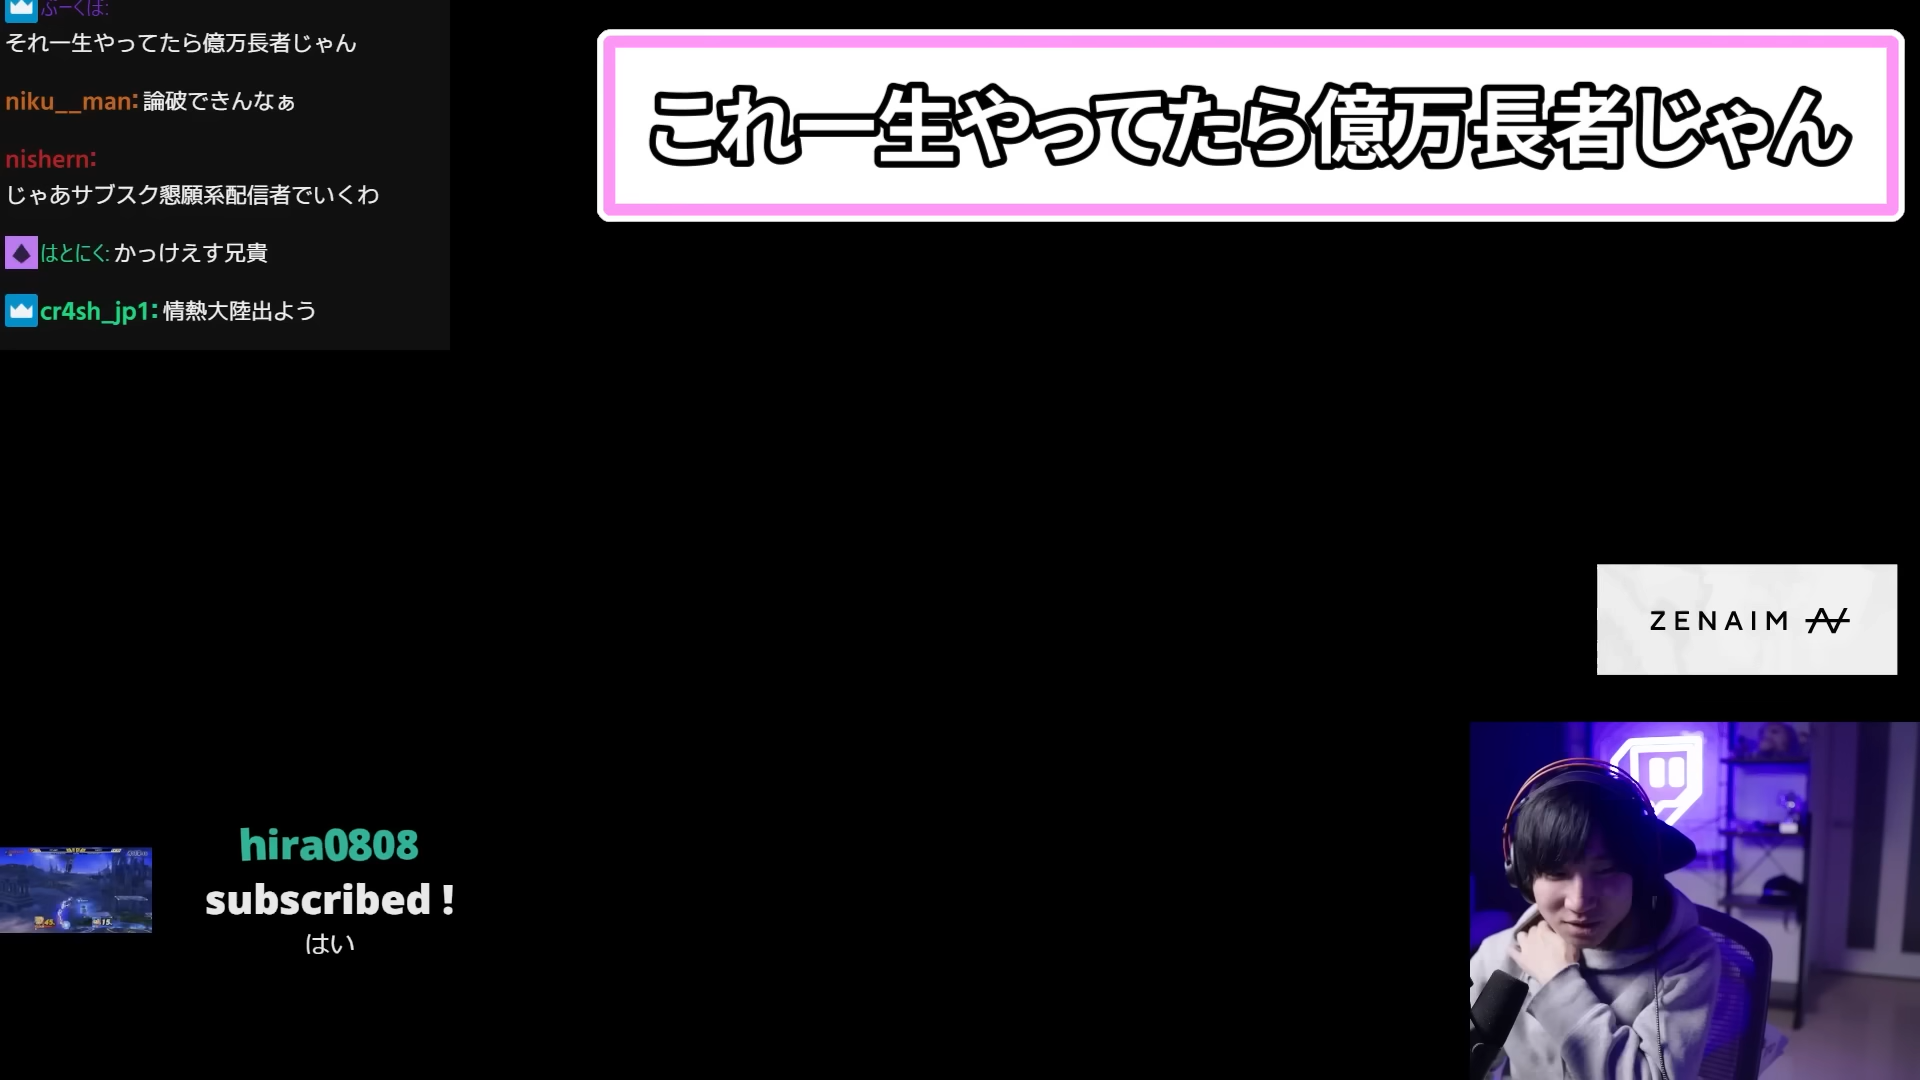 ぶーくぱ:
それ一生やってたら億万長者じゃん
niku__man: 論破できんなぁ
nishern:
じゃあサブスク懇願系配信者でいくわ
はとにく: かっけえす兄貴
cr4sh_jp1: 情熱大陸出よう
これ一生やってたら億万長者じゃん
ZENAIM
hira0808
subscribed !
はい